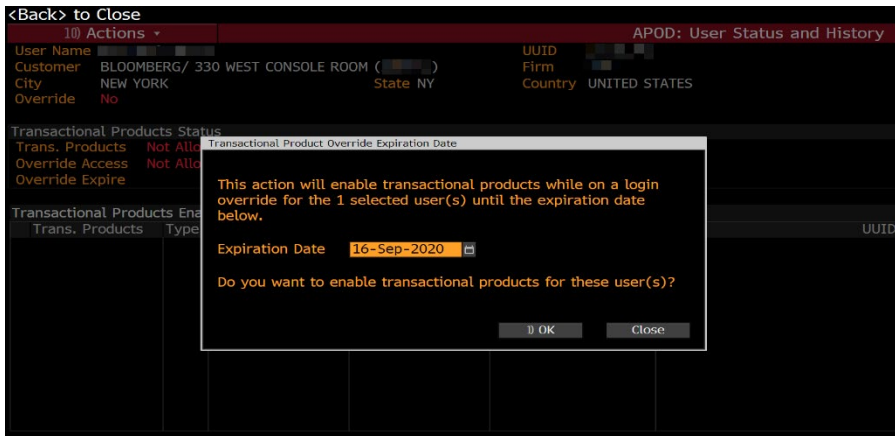 <Back> to Close
10) Actions
APOD: User Status and History
User Name
UUID
Customer BLOOMBERG/ 330 WEST CONSOLE ROOM ( )
Firm
City NEW YORK State NY Country UNITED STATES
Override No
Transactional Products Status
Trans. Products Not Allo
Override Access Not Allo
Override Expire
Transactional Products Ena
Trans. Products Type
UUID
Transactional Product Override Expiration Date
This action will enable transactional products while on a login
override for the 1 selected user(s) until the expiration date
below.
Expiration Date 16-Sep-2020
Do you want to enable transactional products for these user(s)?
1) OK Close